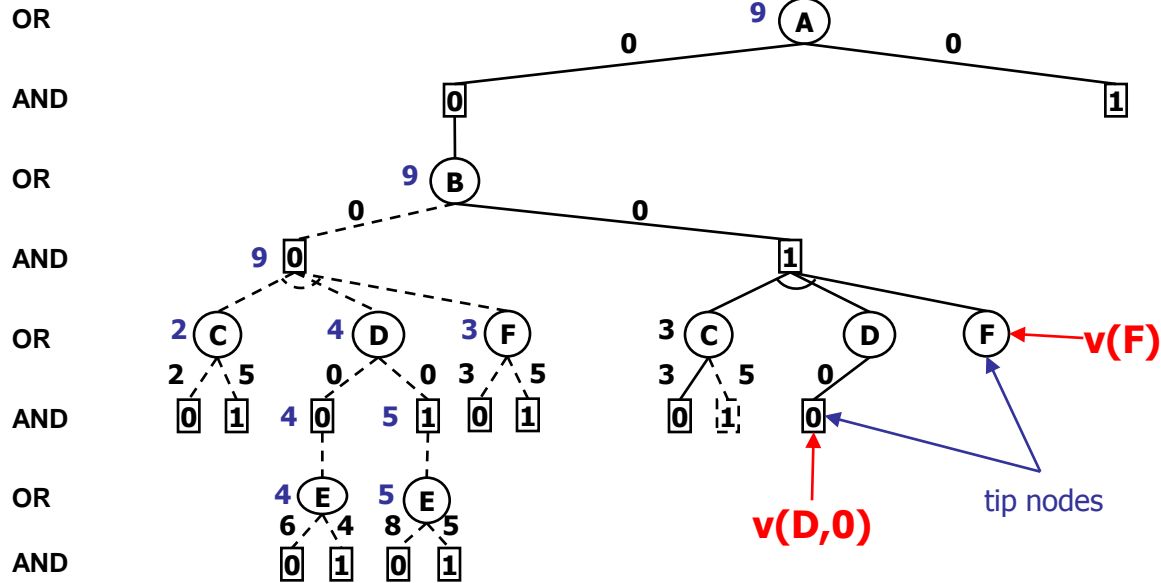 OR 9 A
0 0
AND 0 1
OR 9 B
0 0
AND 9 0 1
OR 2 C 4 D 3 F 3 C D F v(F)
2 5 0 0 3 5 3 5 0
AND 0 1 4 0 5 1 0 1 0 1 0
OR 4 E 5 E tip nodes
6 4 8 5 v(D,0)
AND 0 1 0 1